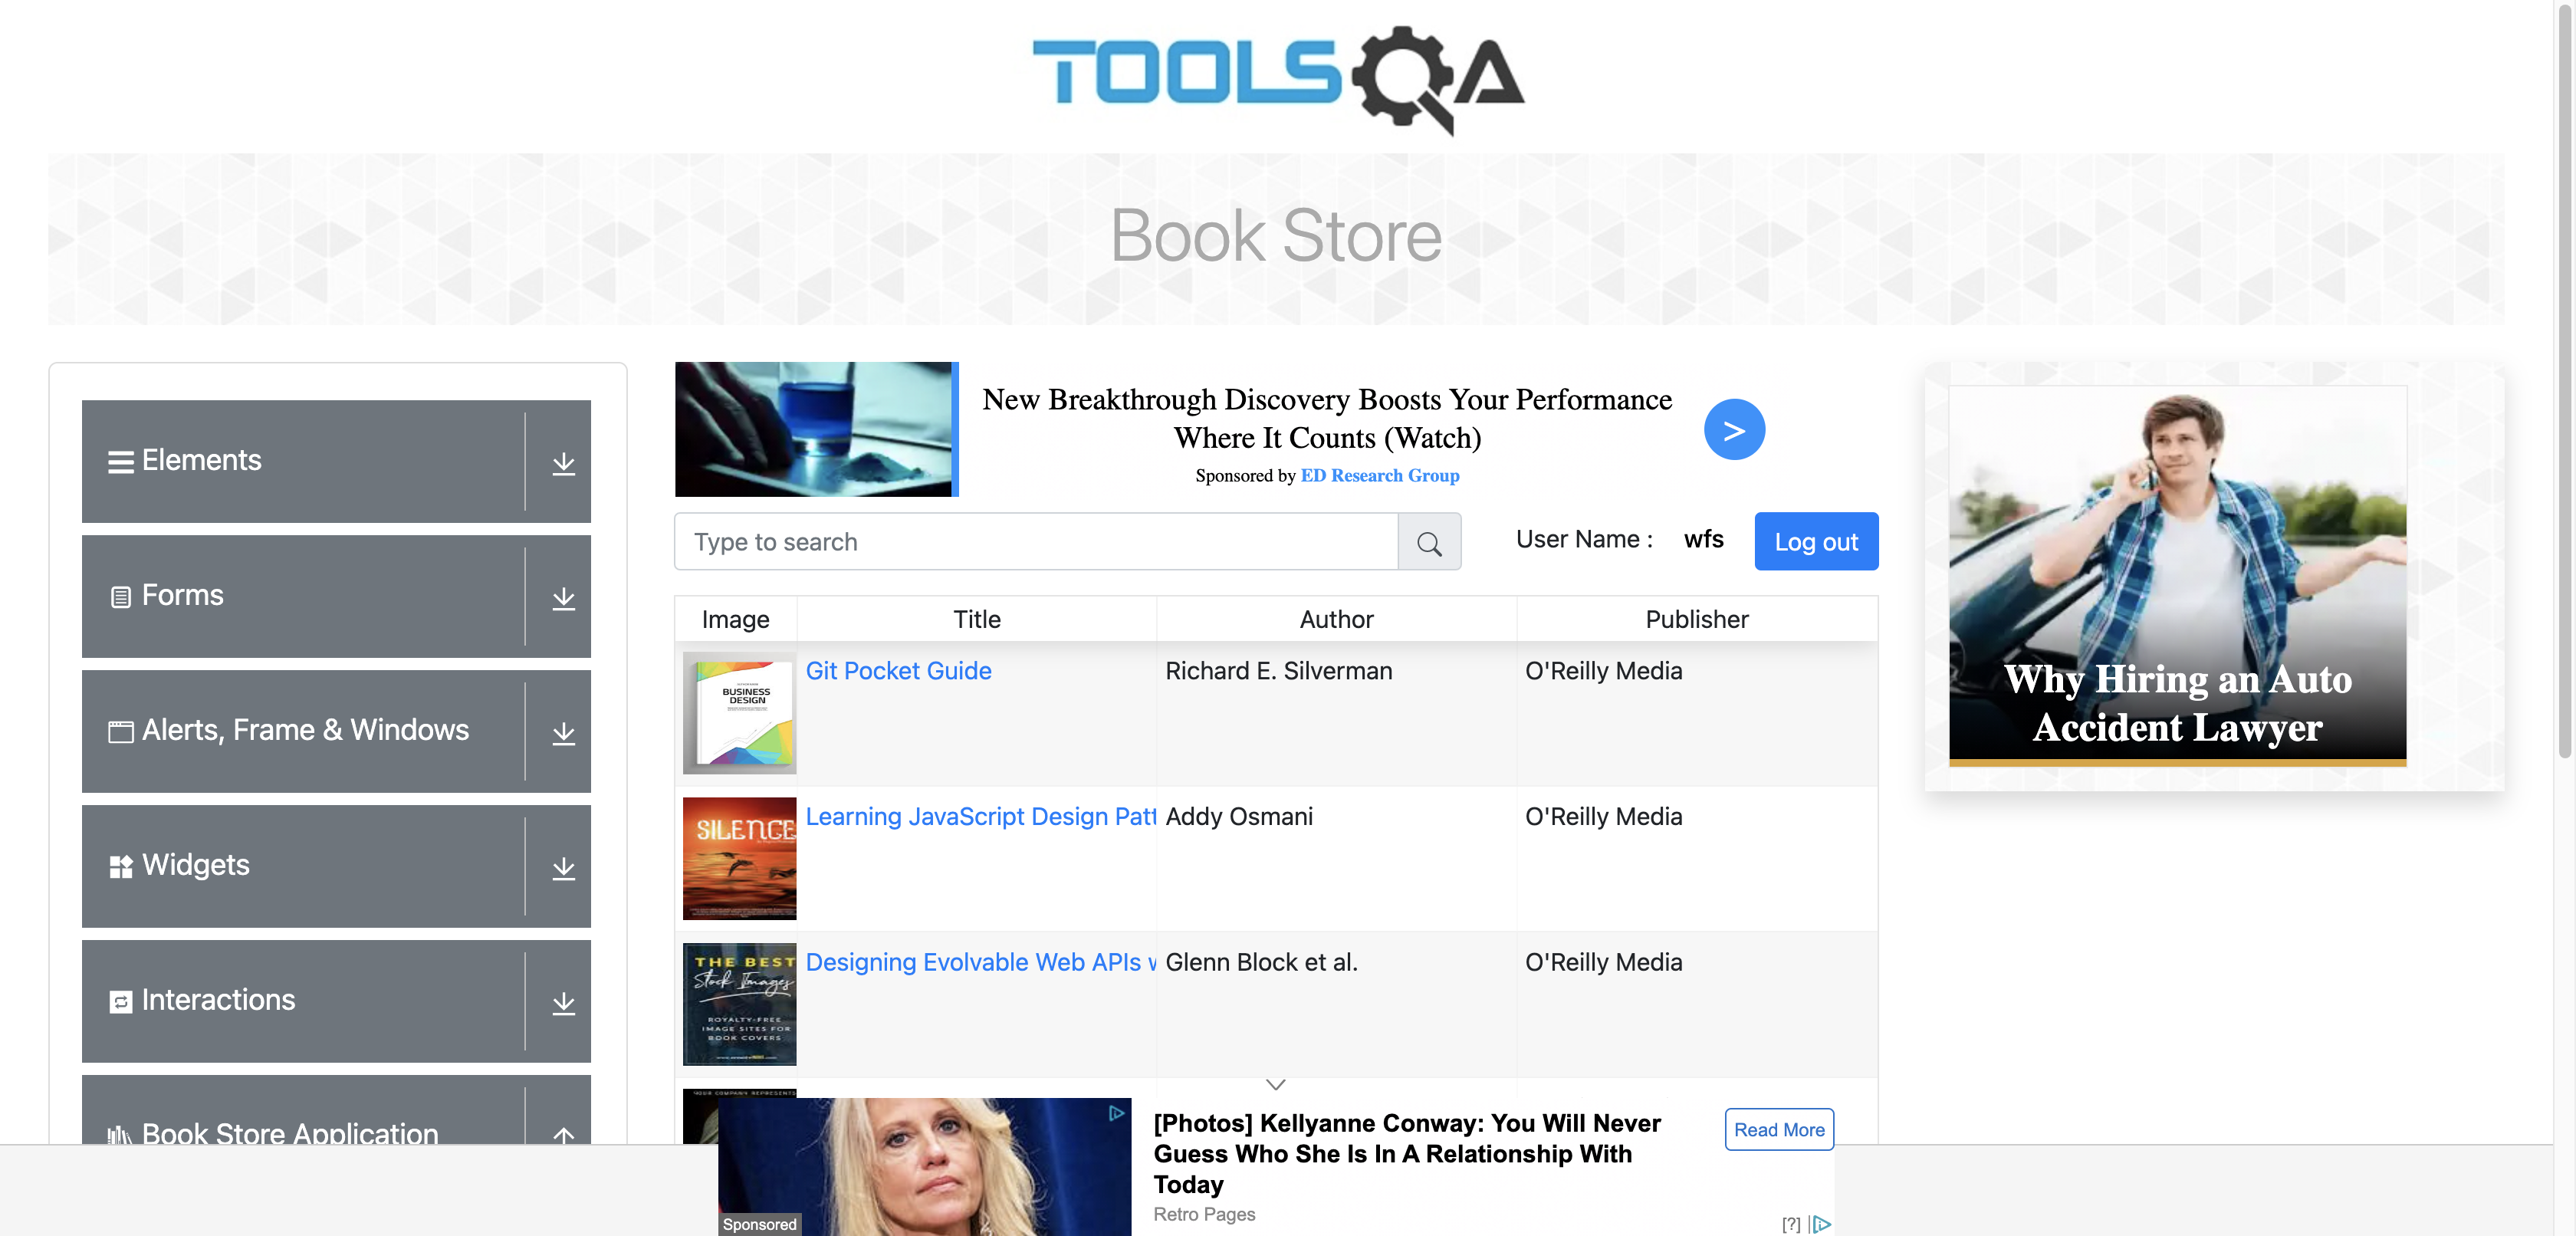 TOOLSQA
Book Store
Elements
Forms
Alerts, Frame & Windows
Widgets
Interactions
Book Store Application
New Breakthrough Discovery Boosts Your Performance
Where It Counts (Watch)
Sponsored by ED Research Group
>
Type to search
User Name :
wfs
Log out
Image
Title
Author
Publisher
BUSINESS
DESIGN
Git Pocket Guide
Richard E. Silverman
O'Reilly Media
SILENCE
Learning JavaScript Design Patt
Addy Osmani
O'Reilly Media
THE BEST
Stock Images
ROYALTY-FREE
IMAGE SITES FOR
BOOK COVERS
Designing Evolvable Web APIs w
Glenn Block et al.
O'Reilly Media
Why Hiring an Auto
Accident Lawyer
[Photos] Kellyanne Conway: You Will Never
Guess Who She Is In A Relationship With
Today
Retro Pages
Read More
Sponsored
[?]